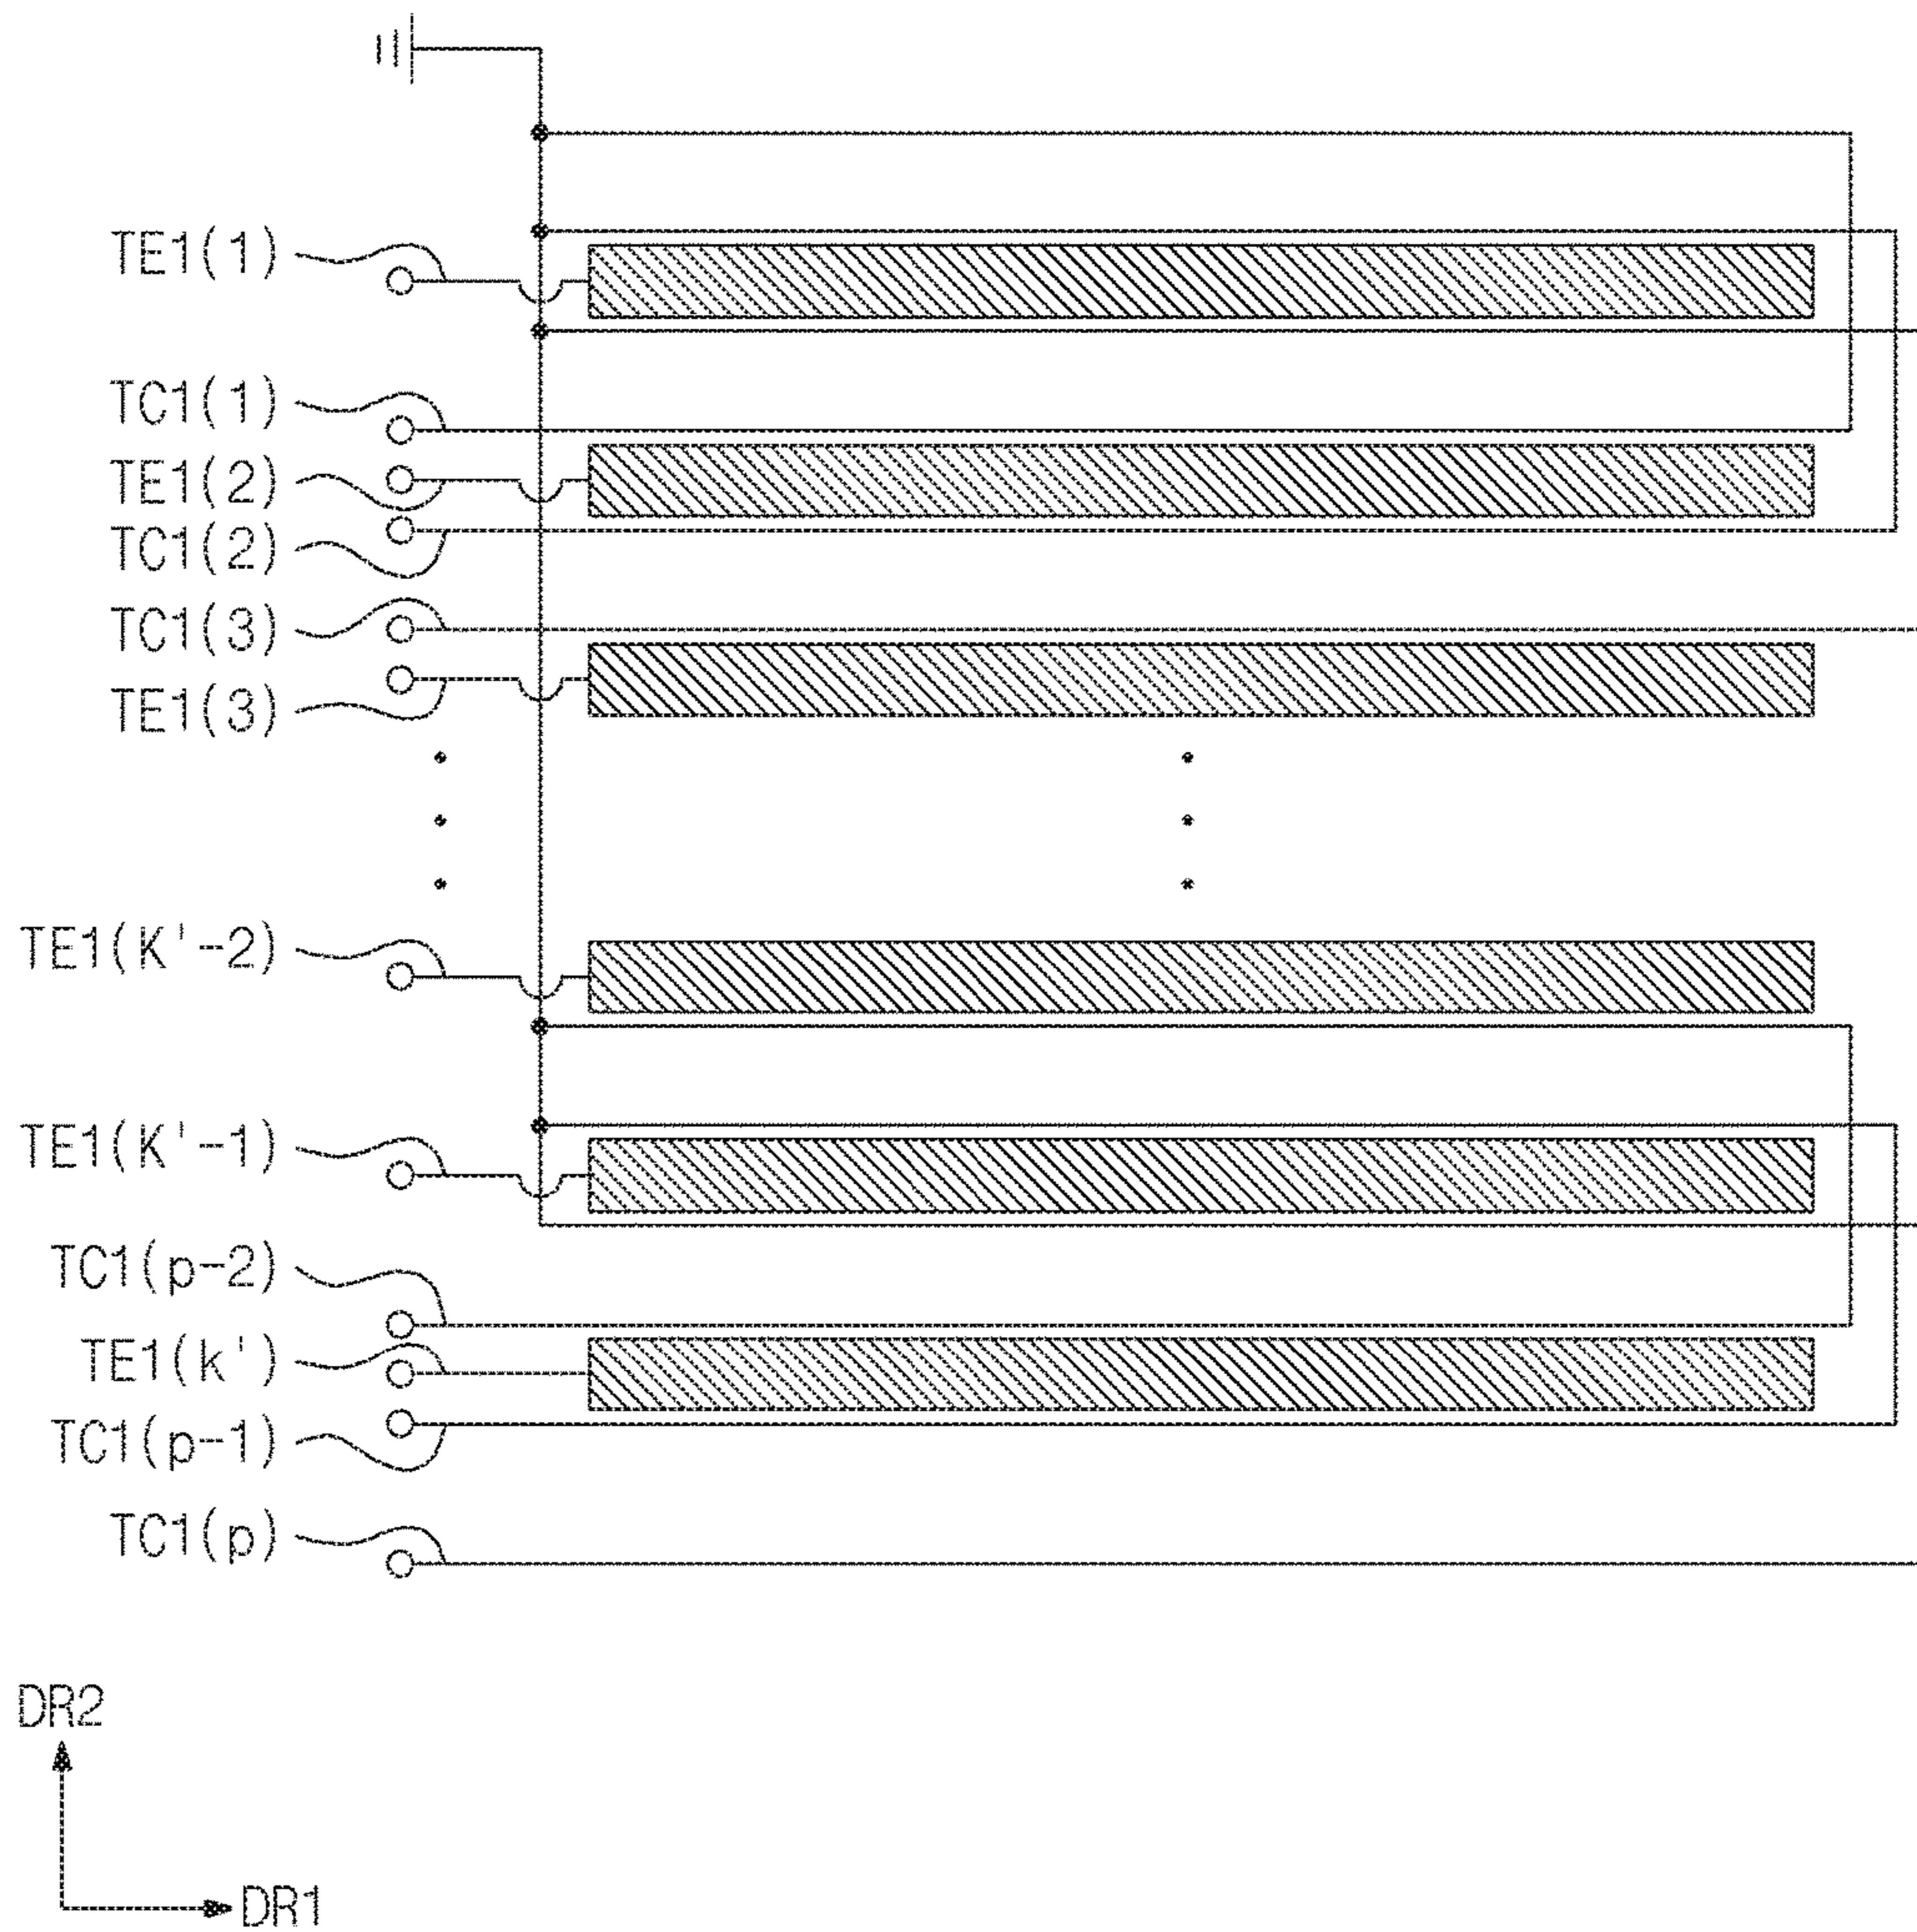 TE1(1)
TC1(1)
TE1(2)
TC1(2)
TC1(3)
TE1(3)
TE1(K'-2)
TE1(K'-1)
TC1(p-2)
TE1(k')
TC1(p-1)
TC1(p)
DR2
DR1